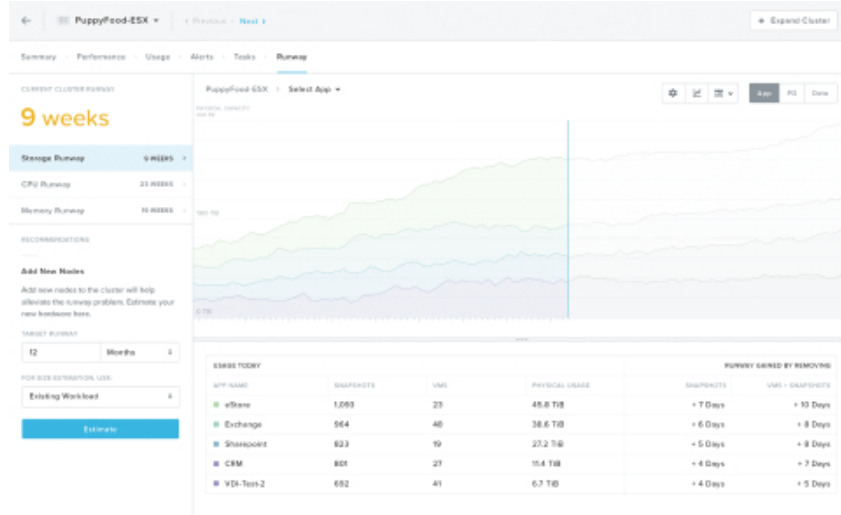 PuppyFood-ESX
Previous Next
Expand Cluster
Summary Performance Usage Alerts Tasks Runway
CURRENT CLUSTER RUNWAY
9 weeks
Storage Runway 9 WEEKS
CPU Runway 23 WEEKS
Memory Runway 19 WEEKS
RECOMMENDATIONS
Add New Nodes
Add new nodes to the cluster will help
alleviate the runway problem. Estimate your
new hardware here.
TARGET RUNWAY
12 Months
FOR SIZE ESTIMATION, USE:
Existing Workload
Estimate
PuppyFood-ESX > Select App
App Date
PHYSICAL CAPACITY
0 TiB
USAGE TODAY RUNWAY GAINED BY REMOVING
APP NAME SNAPSHOTS VMS PHYSICAL USAGE SNAPSHOTS VMS + SNAPSHOTS
eStore 1,093 23 45.8 TiB + 7 Days + 10 Days
Exchange 964 48 38.6 TiB + 6 Days + 8 Days
Sharepoint 823 19 27.2 TiB + 5 Days + 8 Days
CRM 801 27 11.4 TiB + 4 Days + 7 Days
VDI-Test-2 692 41 6.7 TiB + 4 Days + 5 Days